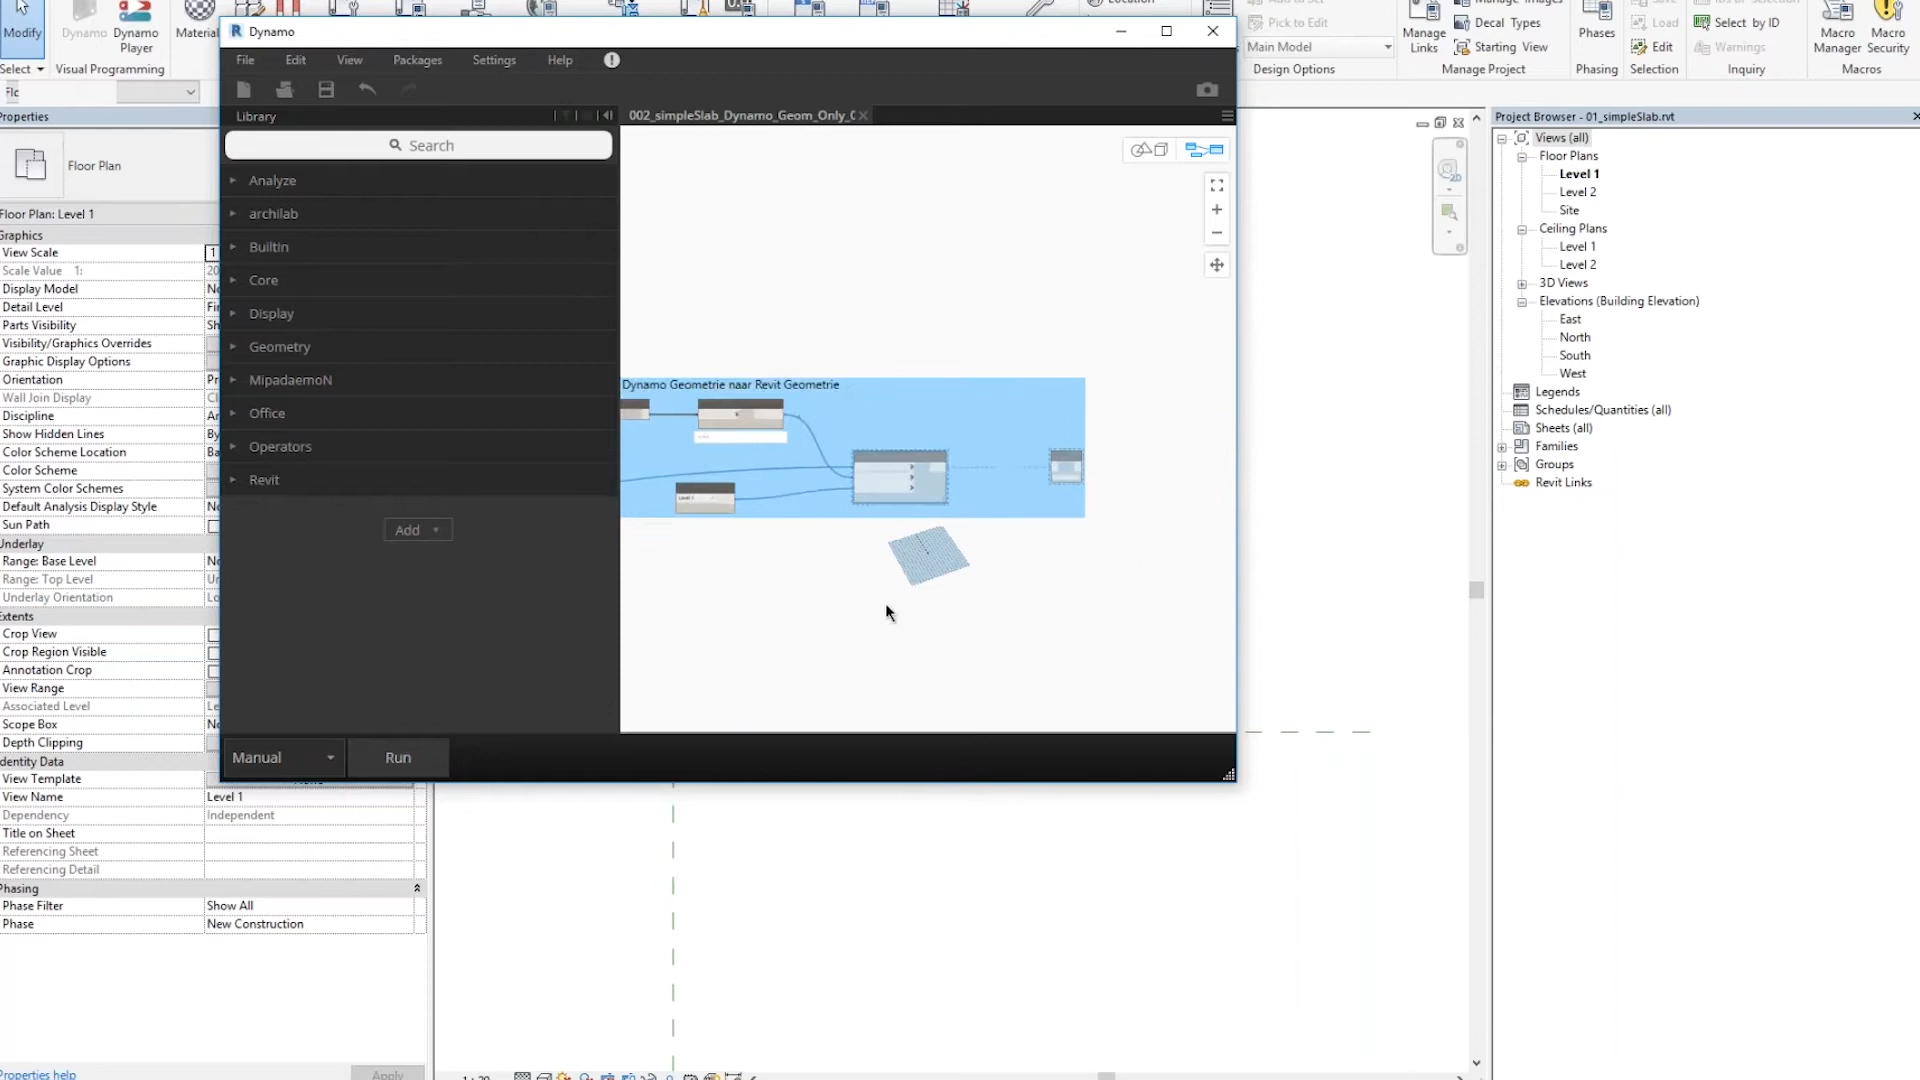 Modify
Dynamo
Dynamo
Player
Material
Select
Visual Programming
Dynamo
File
Edit
View
Packages
Settings
Help
Library
002_simpleSlab_Dynamo_Geom_Only_
Search
Analyze
archilab
BuiltIn
Core
Display
Geometry
MipadaemoN
Office
Operators
Revit
Add
Dynamo Geometrie naar Revit Geometrie
Level 1
Manual
Run
Location
Pick to Edit
Main Model
Design Options
Manage
Links
Manage Images
Decal Types
Starting View
Manage Project
Phases
Phasing
Load
Edit
Selection
Select by ID
Warnings
Inquiry
Macro
Manager
Macro
Security
Macros
Properties
Floor Plan
Floor Plan: Level 1
Graphics
View Scale 1
Scale Value 1: 20
Display Model
Detail Level
Parts Visibility
Visibility/Graphics Overrides
Graphic Display Options
Orientation
Wall Join Display
Discipline
Show Hidden Lines
Color Scheme Location
Color Scheme
System Color Schemes
Default Analysis Display Style
Sun Path
Underlay
Range: Base Level
Range: Top Level
Underlay Orientation
Extents
Crop View
Crop Region Visible
Annotation Crop
View Range
Associated Level
Scope Box
Depth Clipping
Identity Data
View Template
View Name Level 1
Dependency Independent
Title on Sheet
Referencing Sheet
Referencing Detail
Phasing
Phase Filter Show All
Phase New Construction
Properties help
Apply
Project Browser - 01_simpleSlab.rvt
Views (all)
Floor Plans
Level 1
Level 2
Site
Ceiling Plans
Level 1
Level 2
3D Views
Elevations (Building Elevation)
East
North
South
West
Legends
Schedules/Quantities (all)
Sheets (all)
Families
Groups
Revit Links